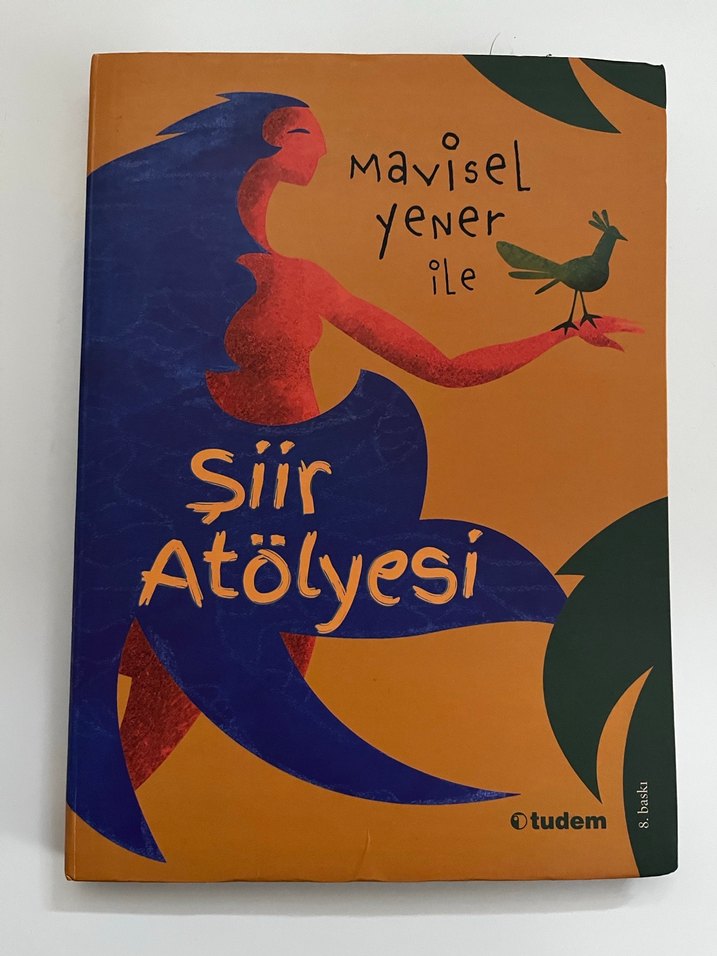 Mavisel
Yener
ile
Şiir
Atölyesi
tudem
8. baskı